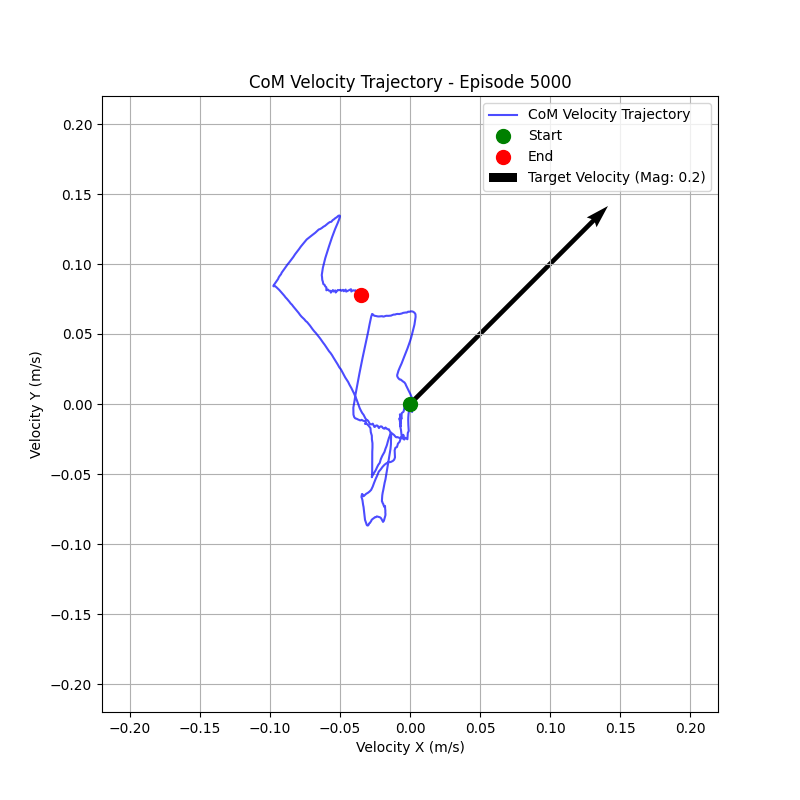 CoM Velocity Trajectory - Episode 5000
CoM Velocity Trajectory
Start
End
Target Velocity (Mag: 0.2)
0.20
0.15
0.10
0.05
0.00
−0.05
−0.10
−0.15
−0.20
Velocity Y (m/s)
−0.20 −0.15 −0.10 −0.05 0.00 0.05 0.10 0.15 0.20
Velocity X (m/s)